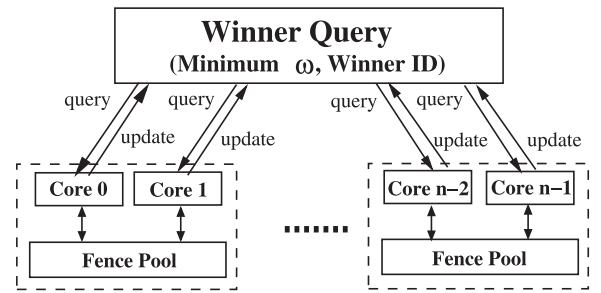 Winner Query
(Minimum ω, Winner ID)
query query query query
update update update update
Core 0 Core 1 Core n−2 Core n−1
Fence Pool Fence Pool